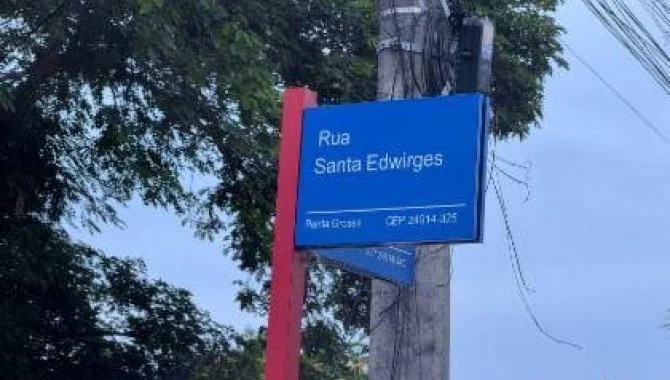 Rua
Santa Edwirges
Ponta Grossa CEP 24914-425